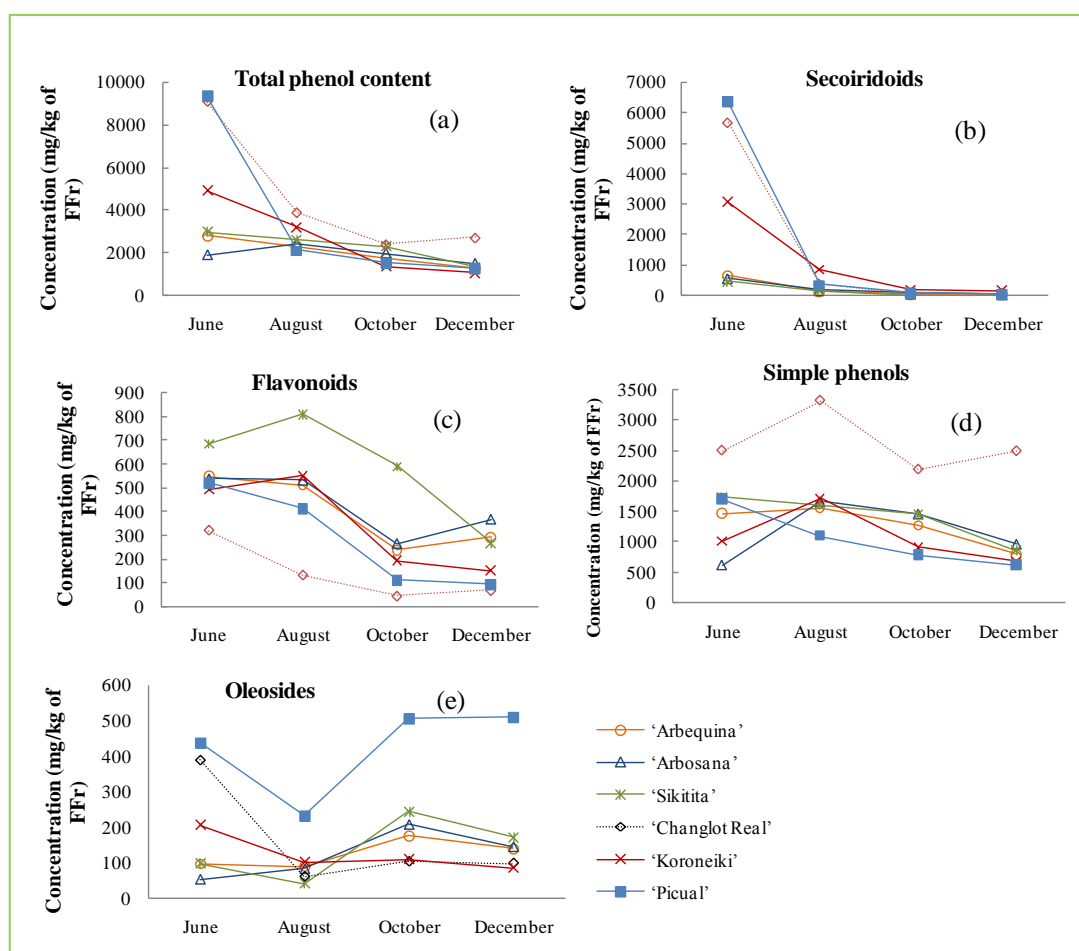 Total phenol content
(a)
Concentration (mg/kg of
FFr)
10000
8000
6000
4000
2000
0
June August October December
Secoiridoids
(b)
Concentration (mg/kg of
FFr)
7000
6000
5000
4000
3000
2000
1000
0
June August October December
Flavonoids
(c)
Concentration (mg/kg of
FFr)
900
800
700
600
500
400
300
200
100
0
June August October December
Simple phenols
(d)
Concentration (mg/kg of FFr)
3500
3000
2500
2000
1500
1000
500
0
June August October December
Oleosides
(e)
Concentration (mg/kg of
FFr)
600
500
400
300
200
100
0
June August October December
‘Arbequina’
‘Arbosana’
‘Sikitita’
‘Changlot Real’
‘Koroneiki’
‘Picual’